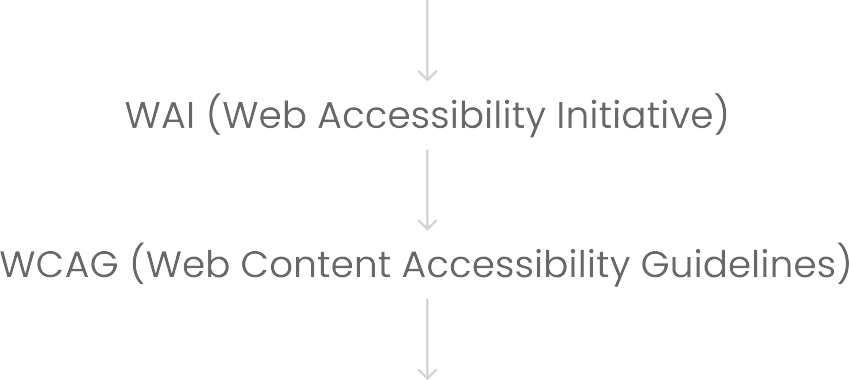 WAI (Web Accessibility Initiative)
WCAG (Web Content Accessibility Guidelines)